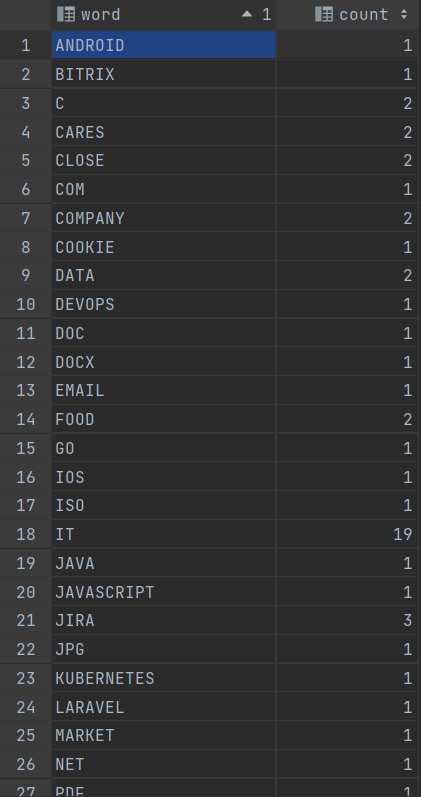 word 1 count
1 ANDROID 1
2 BITRIX 1
3 C 2
4 CARES 2
5 CLOSE 2
6 COM 1
7 COMPANY 2
8 COOKIE 1
9 DATA 2
10 DEVOPS 1
11 DOC 1
12 DOCX 1
13 EMAIL 1
14 FOOD 2
15 GO 1
16 IOS 1
17 ISO 1
18 IT 19
19 JAVA 1
20 JAVASCRIPT 1
21 JIRA 3
22 JPG 1
23 KUBERNETES 1
24 LARAVEL 1
25 MARKET 1
26 NET 1
27 PDF 1